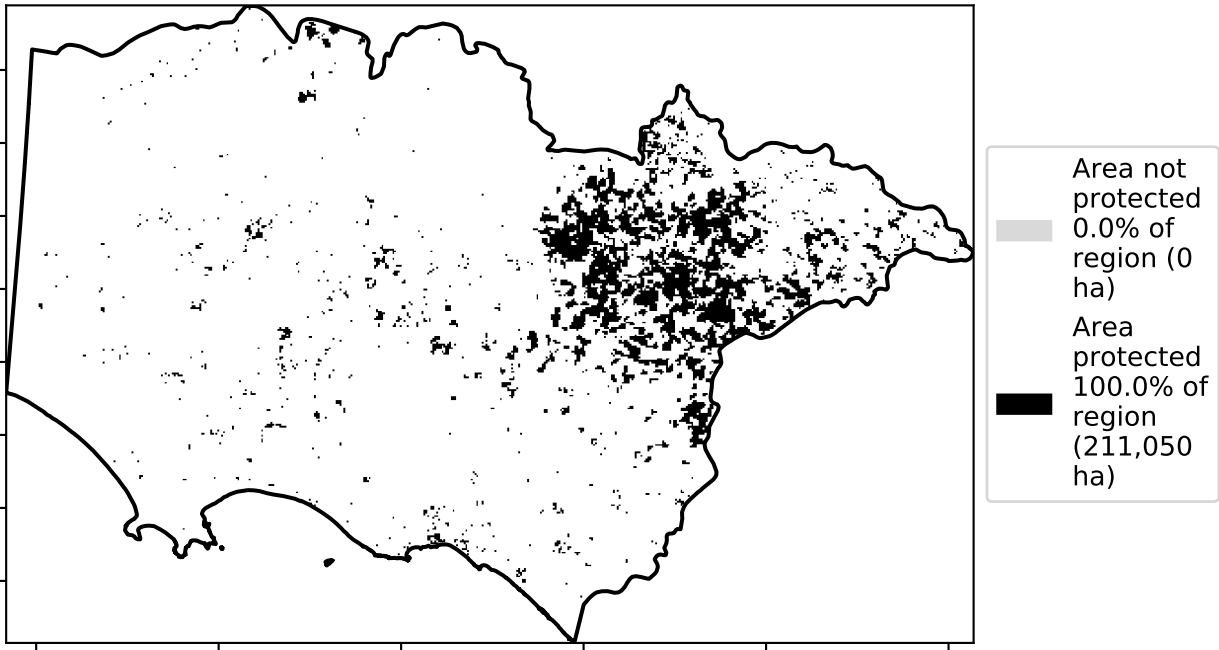 Area not
protected
0.0% of
region (0
ha)
Area
protected
100.0% of
region
(211,050
ha)